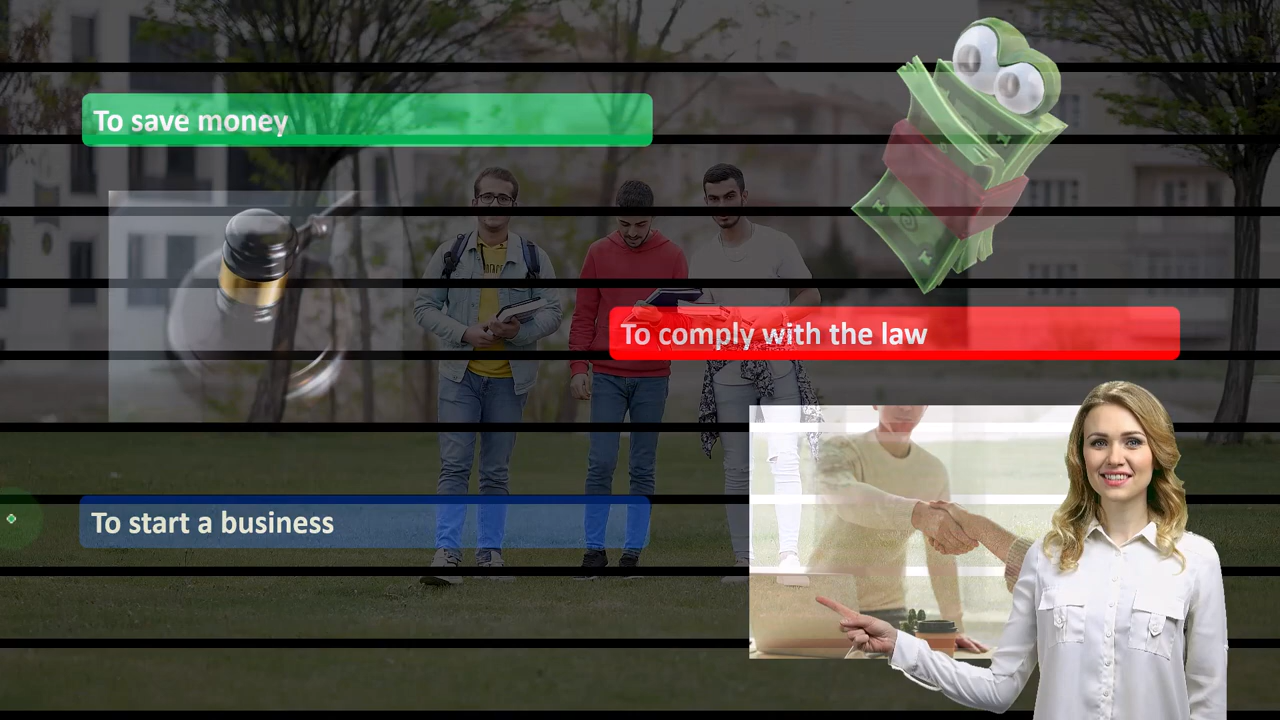 To save money
To comply with the law
To start a business